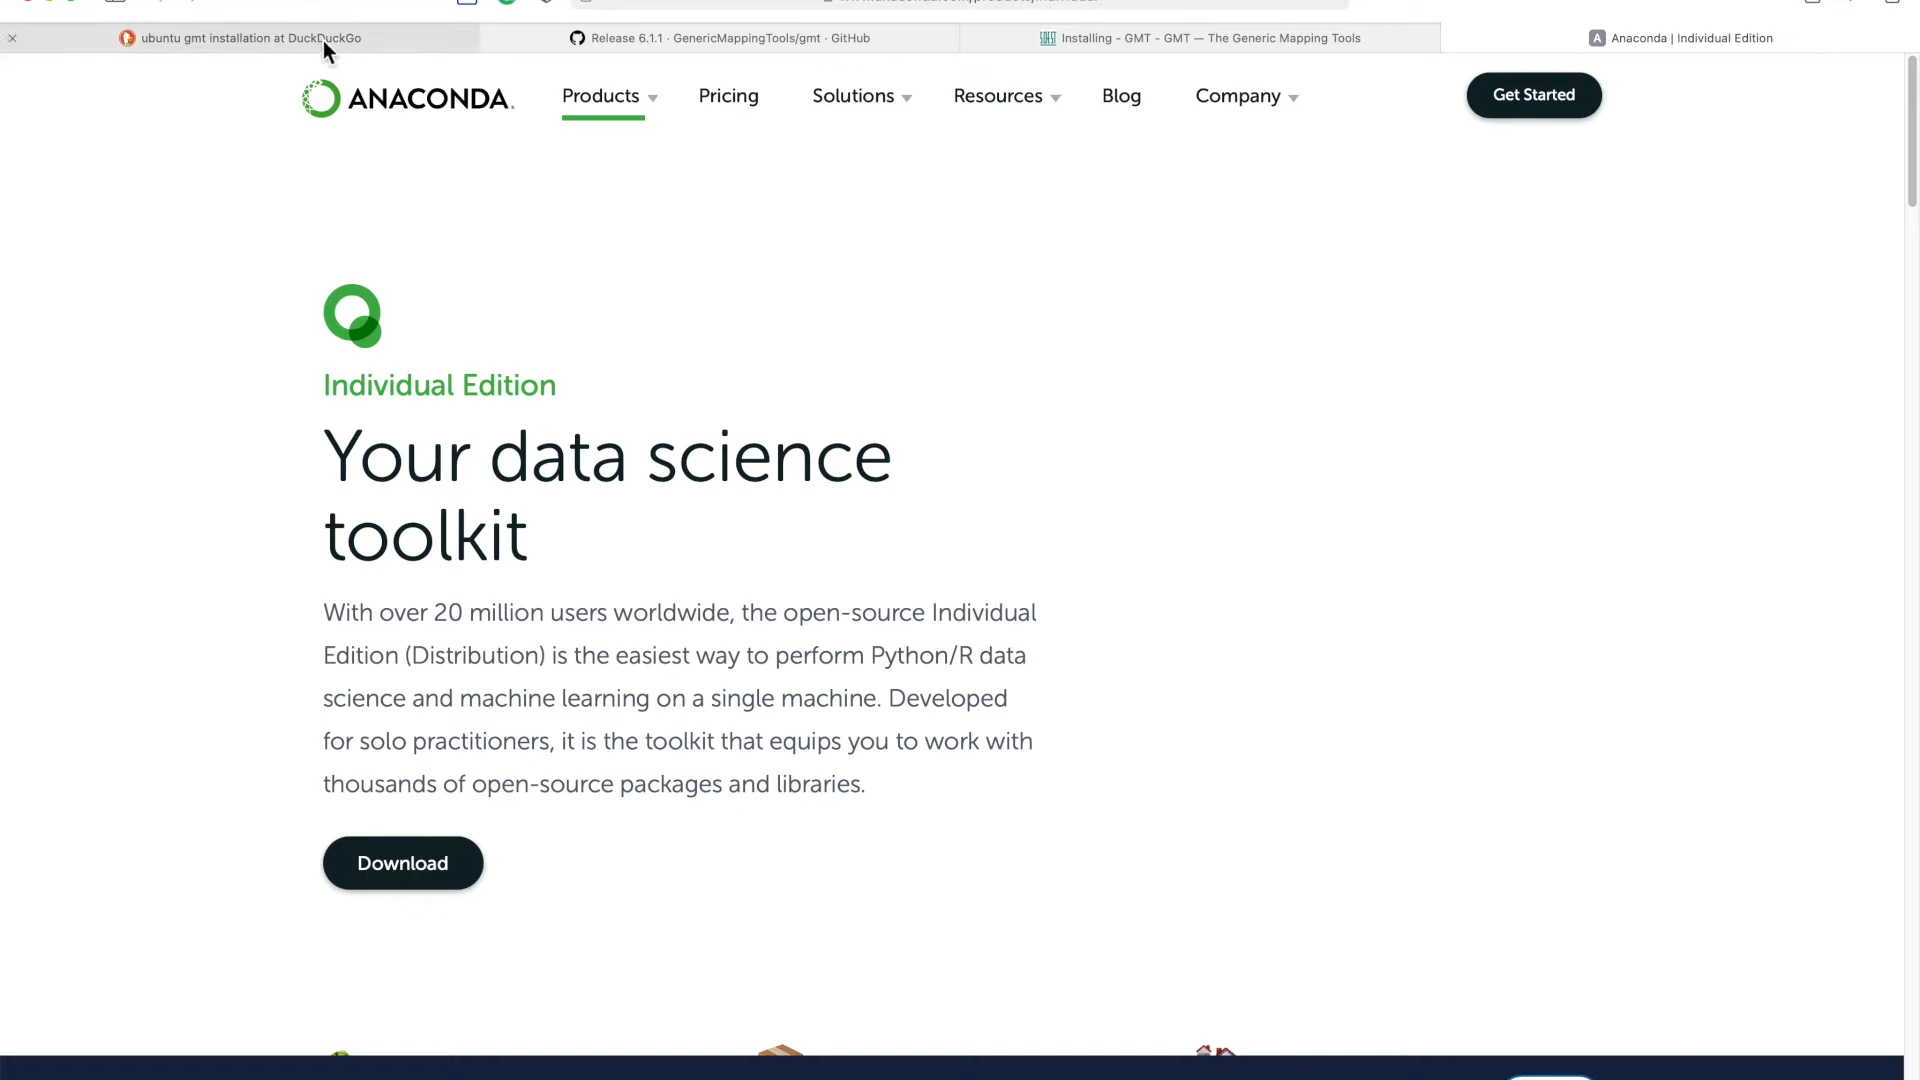 ubuntu gmt installation at DuckDuckGo
Release 6.1.1 · GenericMappingTools/gmt · GitHub
Installing - GMT - GMT — The Generic Mapping Tools
A Anaconda | Individual Edition
ANACONDA.
Products
Pricing
Solutions
Resources
Blog
Company
Get Started
Individual Edition
Your data science
toolkit
With over 20 million users worldwide, the open-source Individual
Edition (Distribution) is the easiest way to perform Python/R data
science and machine learning on a single machine. Developed
for solo practitioners, it is the toolkit that equips you to work with
thousands of open-source packages and libraries.
Download